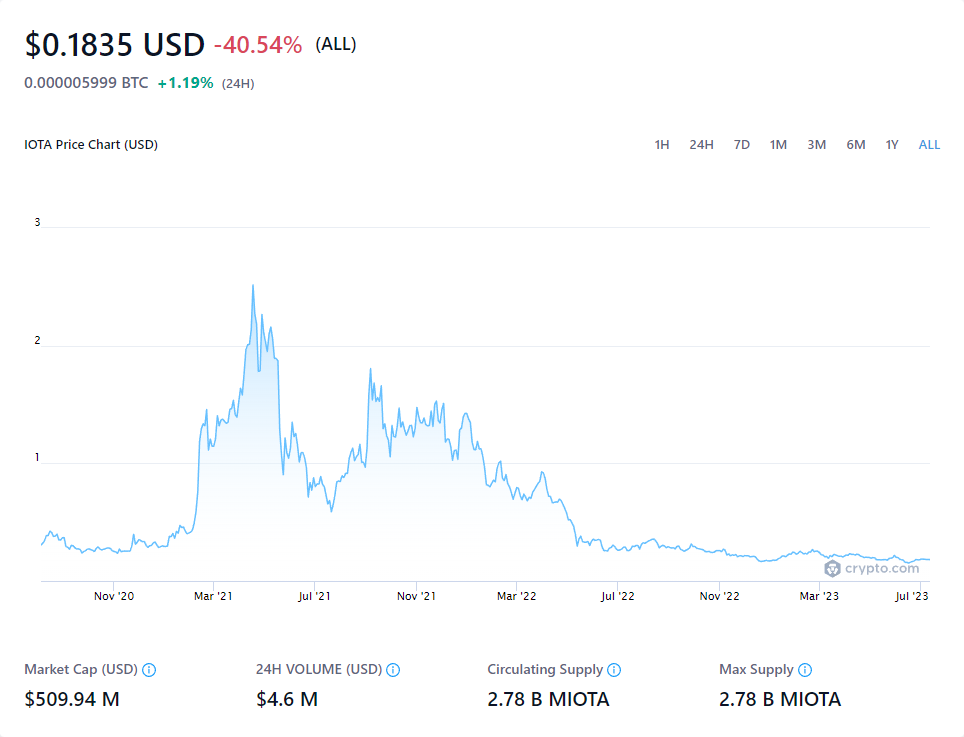 $0.1835 USD -40.54% (ALL)
0.000005999 BTC +1.19% (24H)
IOTA Price Chart (USD) 1H 24H 7D 1M 3M 6M 1Y ALL
3
2
1
crypto.com
Nov '20 Mar '21 Jul '21 Nov '21 Mar '22 Jul '22 Nov '22 Mar '23 Jul '23
Market Cap (USD) 24H VOLUME (USD) Circulating Supply Max Supply
$509.94 M $4.6 M 2.78 B MIOTA 2.78 B MIOTA